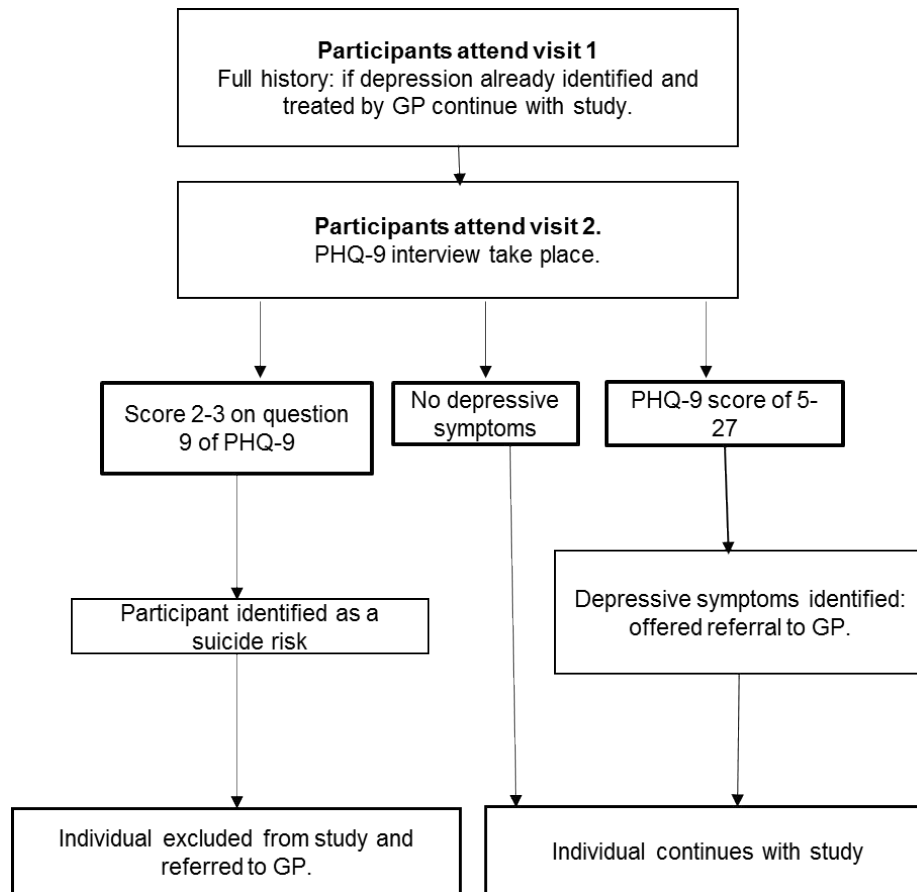 Participants attend visit 1
Full history: if depression already identified and
treated by GP continue with study.
Participants attend visit 2.
PHQ-9 interview take place.
Score 2-3 on question
9 of PHQ-9
No depressive
symptoms
PHQ-9 score of 5-
27
Participant identified as a
suicide risk
Depressive symptoms identified:
offered referral to GP.
Individual excluded from study and
referred to GP.
Individual continues with study